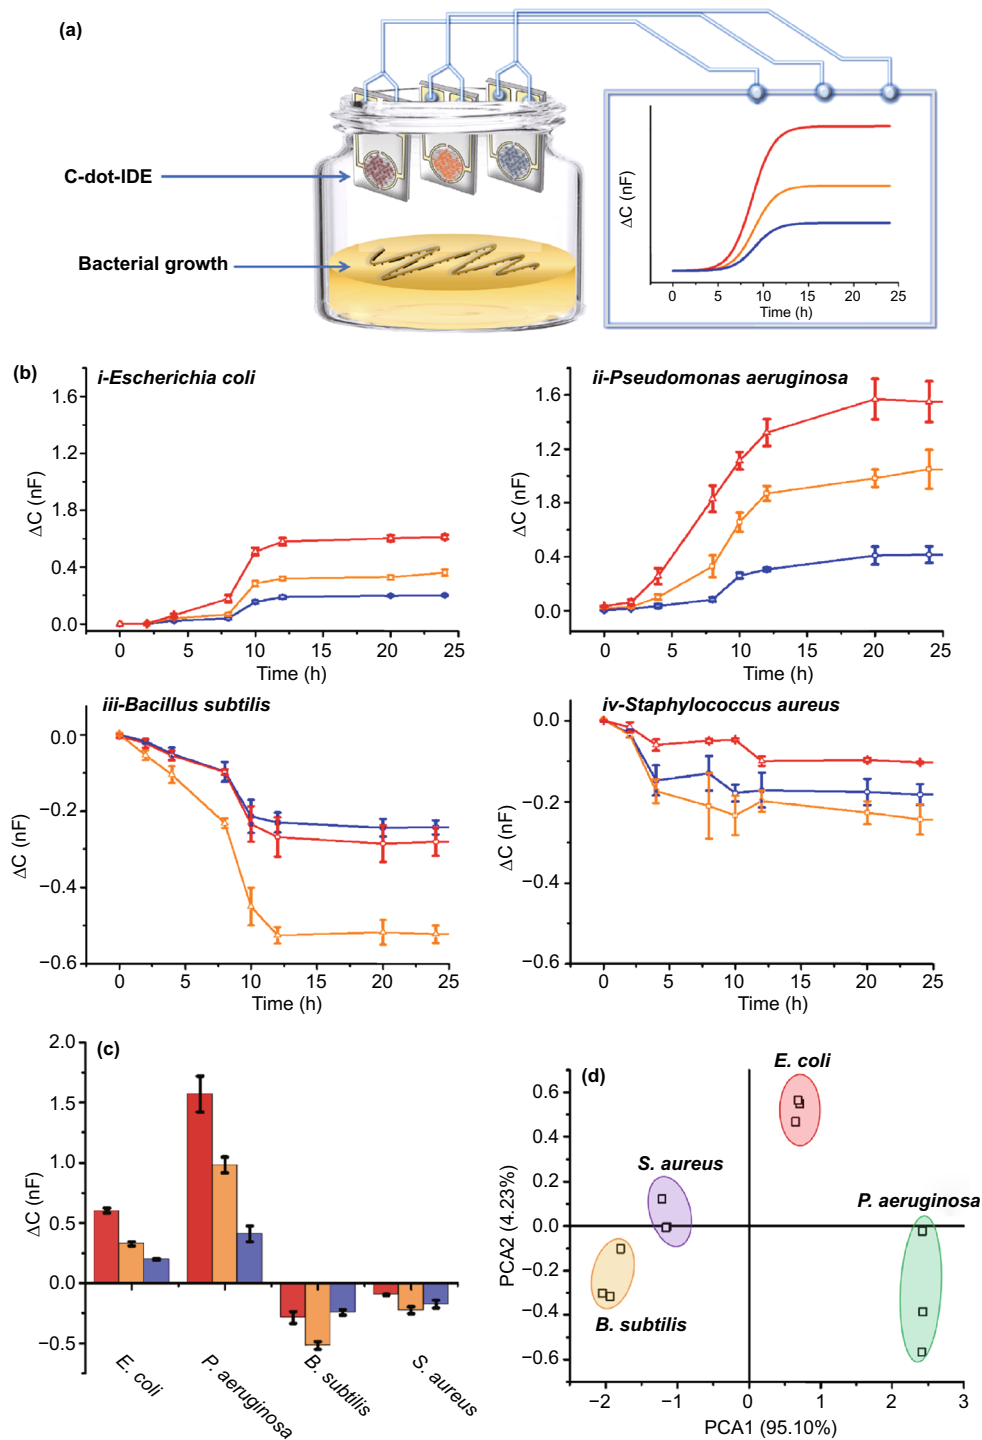 (a)
C-dot-IDE
Bacterial growth
ΔC (nF)
0 5 10 15 20 25
Time (h)
(b)
i-Escherichia coli
1.6
1.2
1.8
0.4
0.0
ΔC (nF)
0 5 10 15 20 25
Time (h)
ii-Pseudomonas aeruginosa
1.6
1.2
1.8
0.4
0.0
ΔC (nF)
0 5 10 15 20 25
Time (h)
iii-Bacillus subtilis
0.0
−0.2
−0.4
−0.6
ΔC (nF)
0 5 10 15 20 25
Time (h)
iv-Staphylococcus aureus
0.0
−0.2
−0.4
−0.6
ΔC (nF)
0 5 10 15 20 25
Time (h)
(c)
2.0
1.5
1.0
0.5
0.0
−0.5
ΔC (nF)
E. coli
P. aeruginosa
B. subtilis
S. aureus
(d)
E. coli
S. aureus
P. aeruginosa
B. subtilis
0.6
0.4
0.2
0.0
−0.2
−0.4
−0.6
PCA2 (4.23%)
−2 −1 0 1 2 3
PCA1 (95.10%)